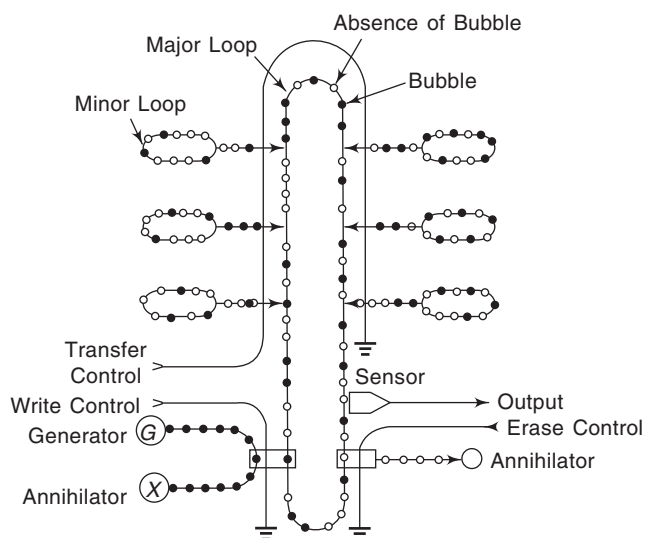 Absence of Bubble
Major Loop
Bubble
Minor Loop
Transfer
Control
Sensor
Write Control
Output
Generator
G
Erase Control
Annihilator
Annihilator
X